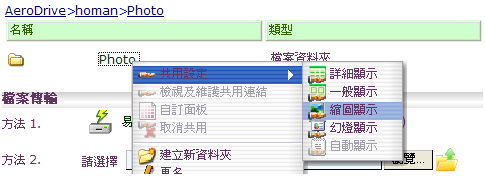 AeroDrive>homan>Photo
名稱 類型
Photo 檔案資料夾
共用設定
檢視及維護共用連結
自訂面板
取消共用
建立新資料夾
更名
詳細顯示
一般顯示
縮圖顯示
幻燈顯示
自動顯示
檔案傳輸
方法 1. 易
方法 2. 請選擇 瀏覽...